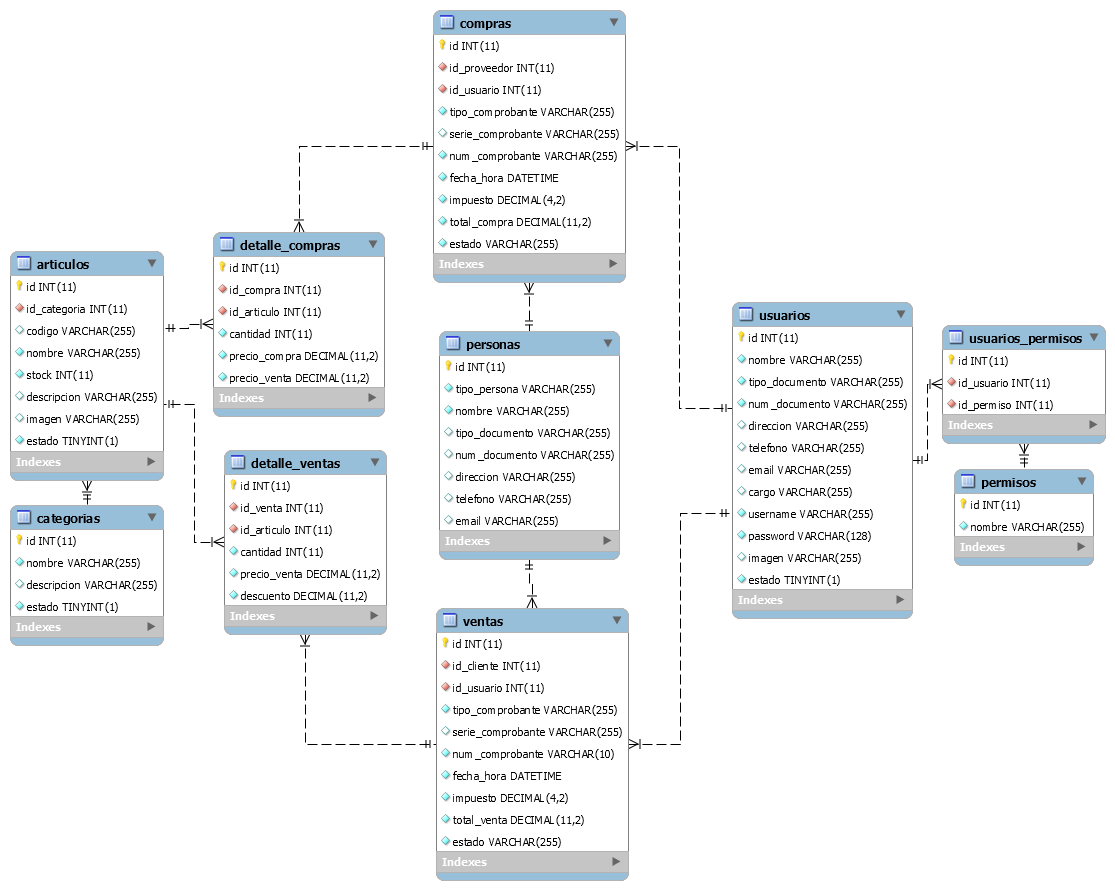 compras
id INT(11)
id_proveedor INT(11)
id_usuario INT(11)
tipo_comprobante VARCHAR(255)
serie_comprobante VARCHAR(255)
num_comprobante VARCHAR(255)
fecha_hora DATETIME
impuesto DECIMAL(4,2)
total_compra DECIMAL(11,2)
estado VARCHAR(255)
Indexes
detalle_compras
id INT(11)
id_compra INT(11)
id_articulo INT(11)
cantidad INT(11)
precio_compra DECIMAL(11,2)
precio_venta DECIMAL(11,2)
Indexes
articulos
id INT(11)
id_categoria INT(11)
codigo VARCHAR(255)
nombre VARCHAR(255)
stock INT(11)
descripcion VARCHAR(255)
imagen VARCHAR(255)
estado TINYINT(1)
Indexes
personas
id INT(11)
tipo_persona VARCHAR(255)
nombre VARCHAR(255)
tipo_documento VARCHAR(255)
num_documento VARCHAR(255)
direccion VARCHAR(255)
telefono VARCHAR(255)
email VARCHAR(255)
Indexes
usuarios
id INT(11)
nombre VARCHAR(255)
tipo_documento VARCHAR(255)
num_documento VARCHAR(255)
direccion VARCHAR(255)
telefono VARCHAR(255)
email VARCHAR(255)
cargo VARCHAR(255)
username VARCHAR(255)
password VARCHAR(128)
imagen VARCHAR(255)
estado TINYINT(1)
Indexes
usuarios_permisos
id INT(11)
id_usuario INT(11)
id_permiso INT(11)
Indexes
permisos
id INT(11)
nombre VARCHAR(255)
Indexes
detalle_ventas
id INT(11)
id_venta INT(11)
id_articulo INT(11)
cantidad INT(11)
precio_venta DECIMAL(11,2)
descuento DECIMAL(11,2)
Indexes
categorias
id INT(11)
nombre VARCHAR(255)
descripcion VARCHAR(255)
estado TINYINT(1)
Indexes
ventas
id INT(11)
id_cliente INT(11)
id_usuario INT(11)
tipo_comprobante VARCHAR(255)
serie_comprobante VARCHAR(255)
num_comprobante VARCHAR(10)
fecha_hora DATETIME
impuesto DECIMAL(4,2)
total_venta DECIMAL(11,2)
estado VARCHAR(255)
Indexes